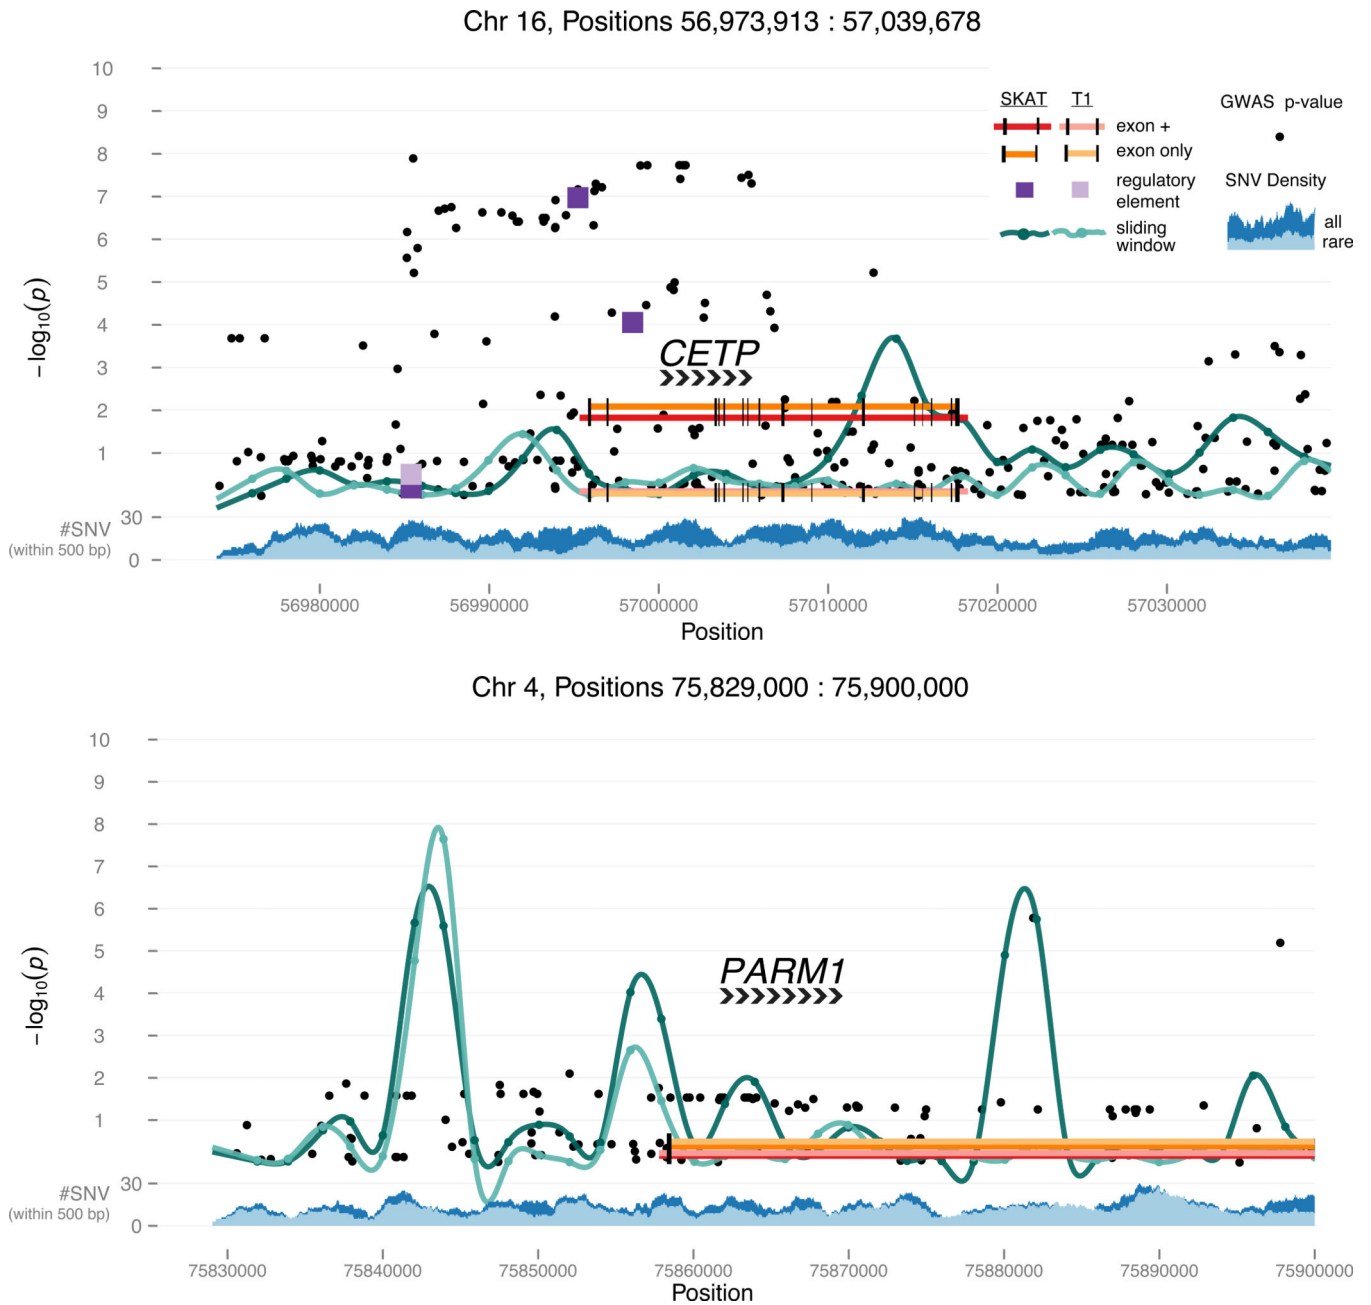 Chr 16, Positions 56,973,913 : 57,039,678
10
9
8
7
6
5
4
3
2
1
−log10(p)
SKAT T1
exon +
exon only
regulatory
element
sliding
window
GWAS p-value
SNV Density
all
rare
CETP
#SNV
(within 500 bp)
30
0
56980000 56990000 57000000 57010000 57020000 57030000
Position
Chr 4, Positions 75,829,000 : 75,900,000
10
9
8
7
6
5
4
3
2
1
−log10(p)
PARM1
#SNV
(within 500 bp)
30
0
75830000 75840000 75850000 75860000 75870000 75880000 75890000 75900000
Position